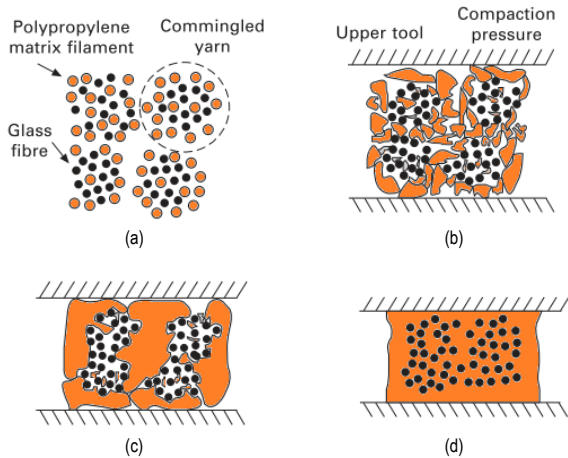 Polypropylene
matrix filament
Commingled
yarn
Glass
fibre
(a)
Upper tool
Compaction
pressure
(b)
(c)
(d)